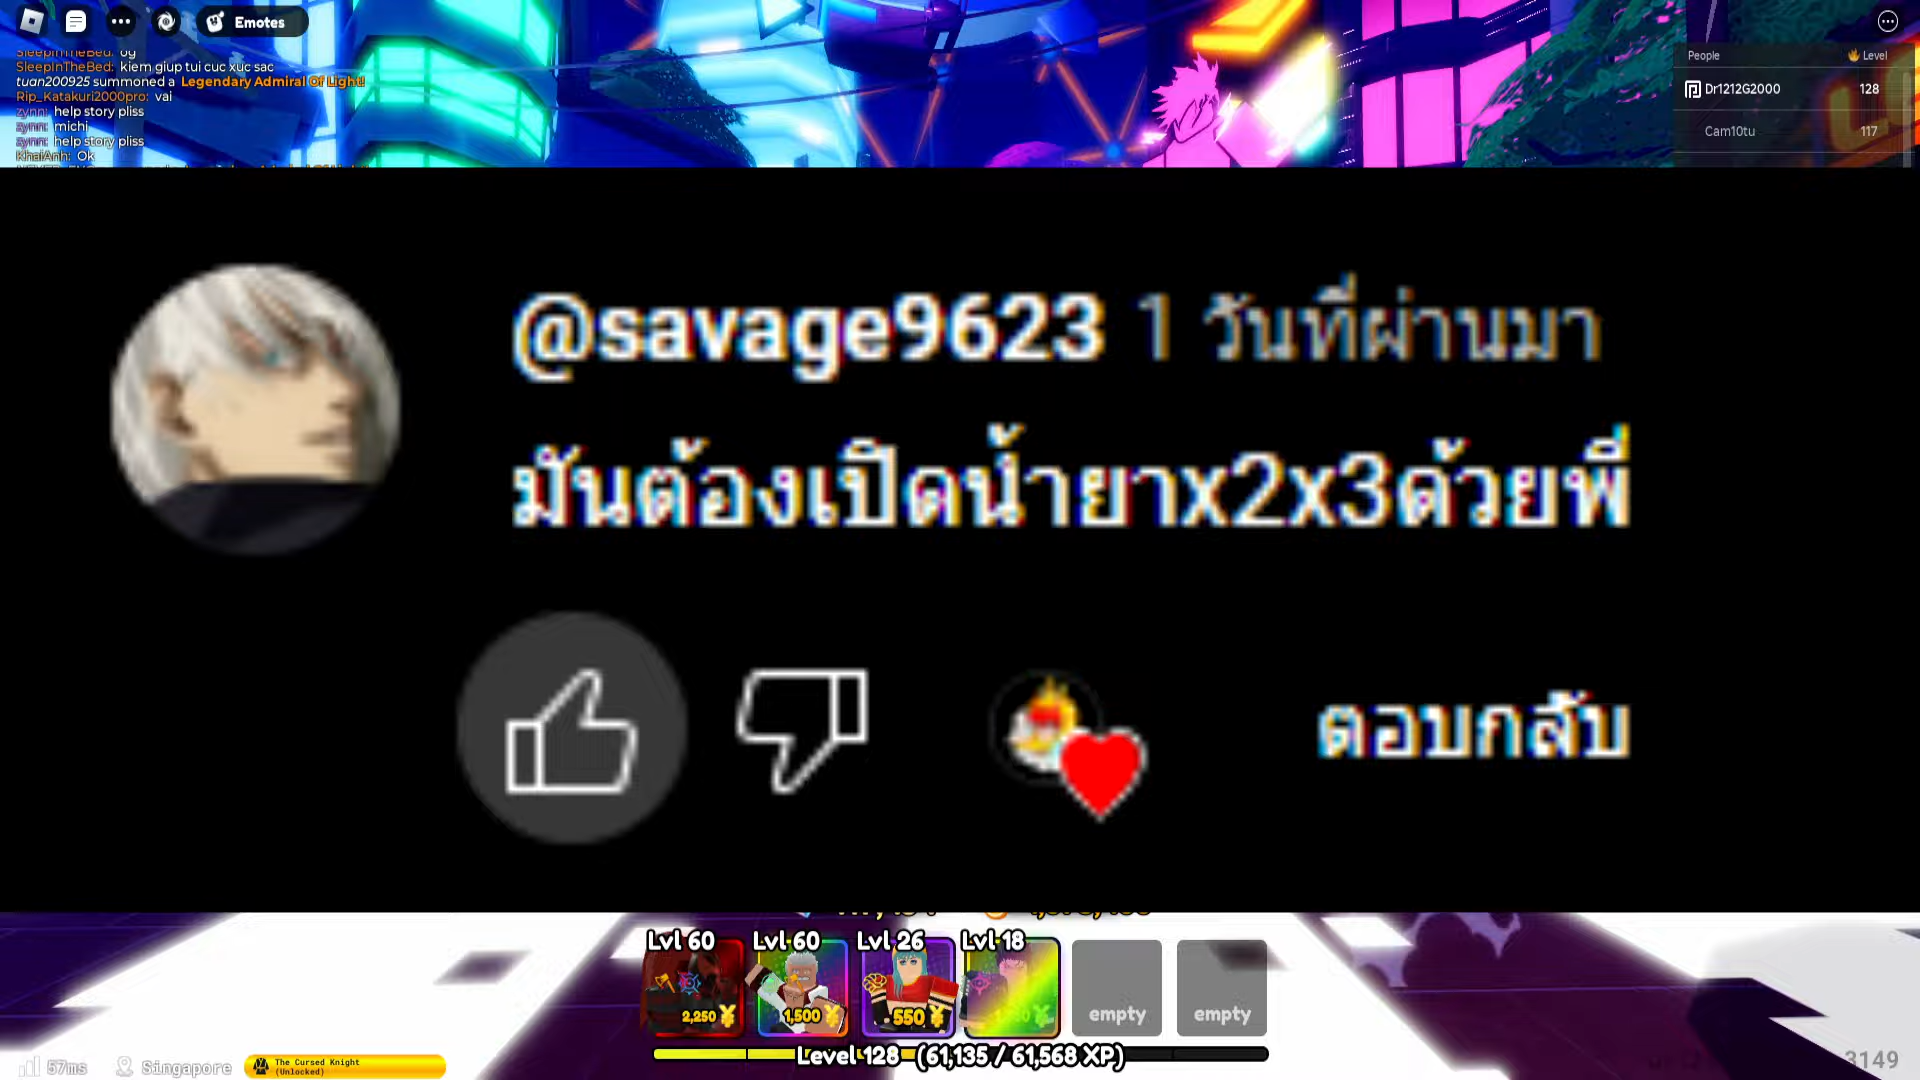 Emotes
SleepInTheBed: og
SleepInTheBed: kiem giup tui cuc xuc sac
tuan200925 summoned a Legendary Admiral Of Light!
Rip_Katakuri2000pro: vai
zynn: help story pliss
zynn: michi
zynn: help story pliss
KhaiAnh: Ok
People Level
Dr1212G2000 128
Cam10tu 117
@savage9623 1 วันที่ผ่านมา
มันต้องเปิดน้ำยาx2x3ด้วยพี่
ตอบกลับ
Lvl 60 Lvl 60 Lvl 26 Lvl 18
2,250 ¥ 1,500 ¥ 550 ¥ empty empty
Level 128 (61,135 / 61,568 XP)
57ms Singapore The Cursed Knight
(Unlocked)
3149